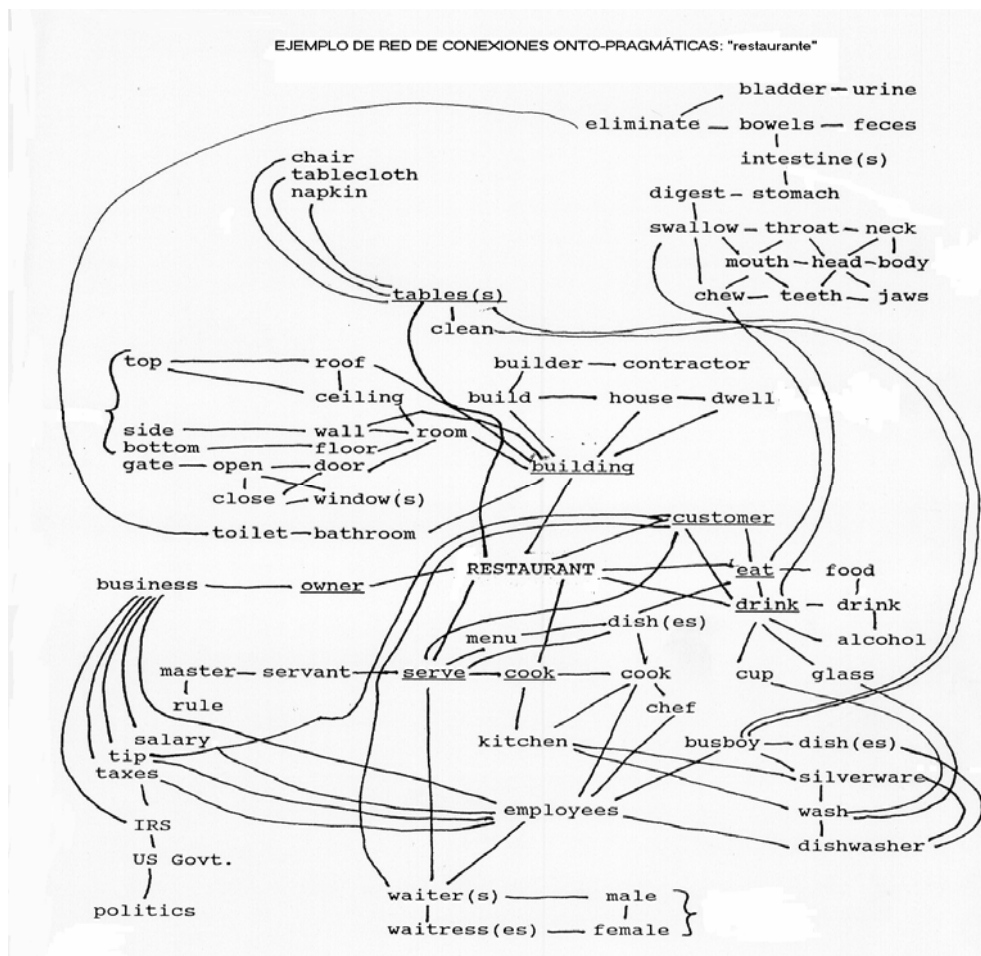 EJEMPLO DE RED DE CONEXIONES ONTO-PRAGMÁTICAS: "restaurante"
bladder urine
eliminate bowels feces
chair intestine(s)
tablecloth
napkin digest stomach
swallow throat neck
mouth head body
tables(s) chew teeth jaws
clean
top roof builder contractor
ceiling build house dwell
side wall room
bottom floor
gate open door building
close window(s)
toilet bathroom customer
RESTAURANT eat food
business owner
drink drink
menu dish(es) alcohol
master servant serve cook cook cup glass
rule chef
salary kitchen busboy dish(es)
tip
taxes silverware
employees wash
IRS
dishwasher
US Govt.
waiter(s) male
politics
waitress(es) female